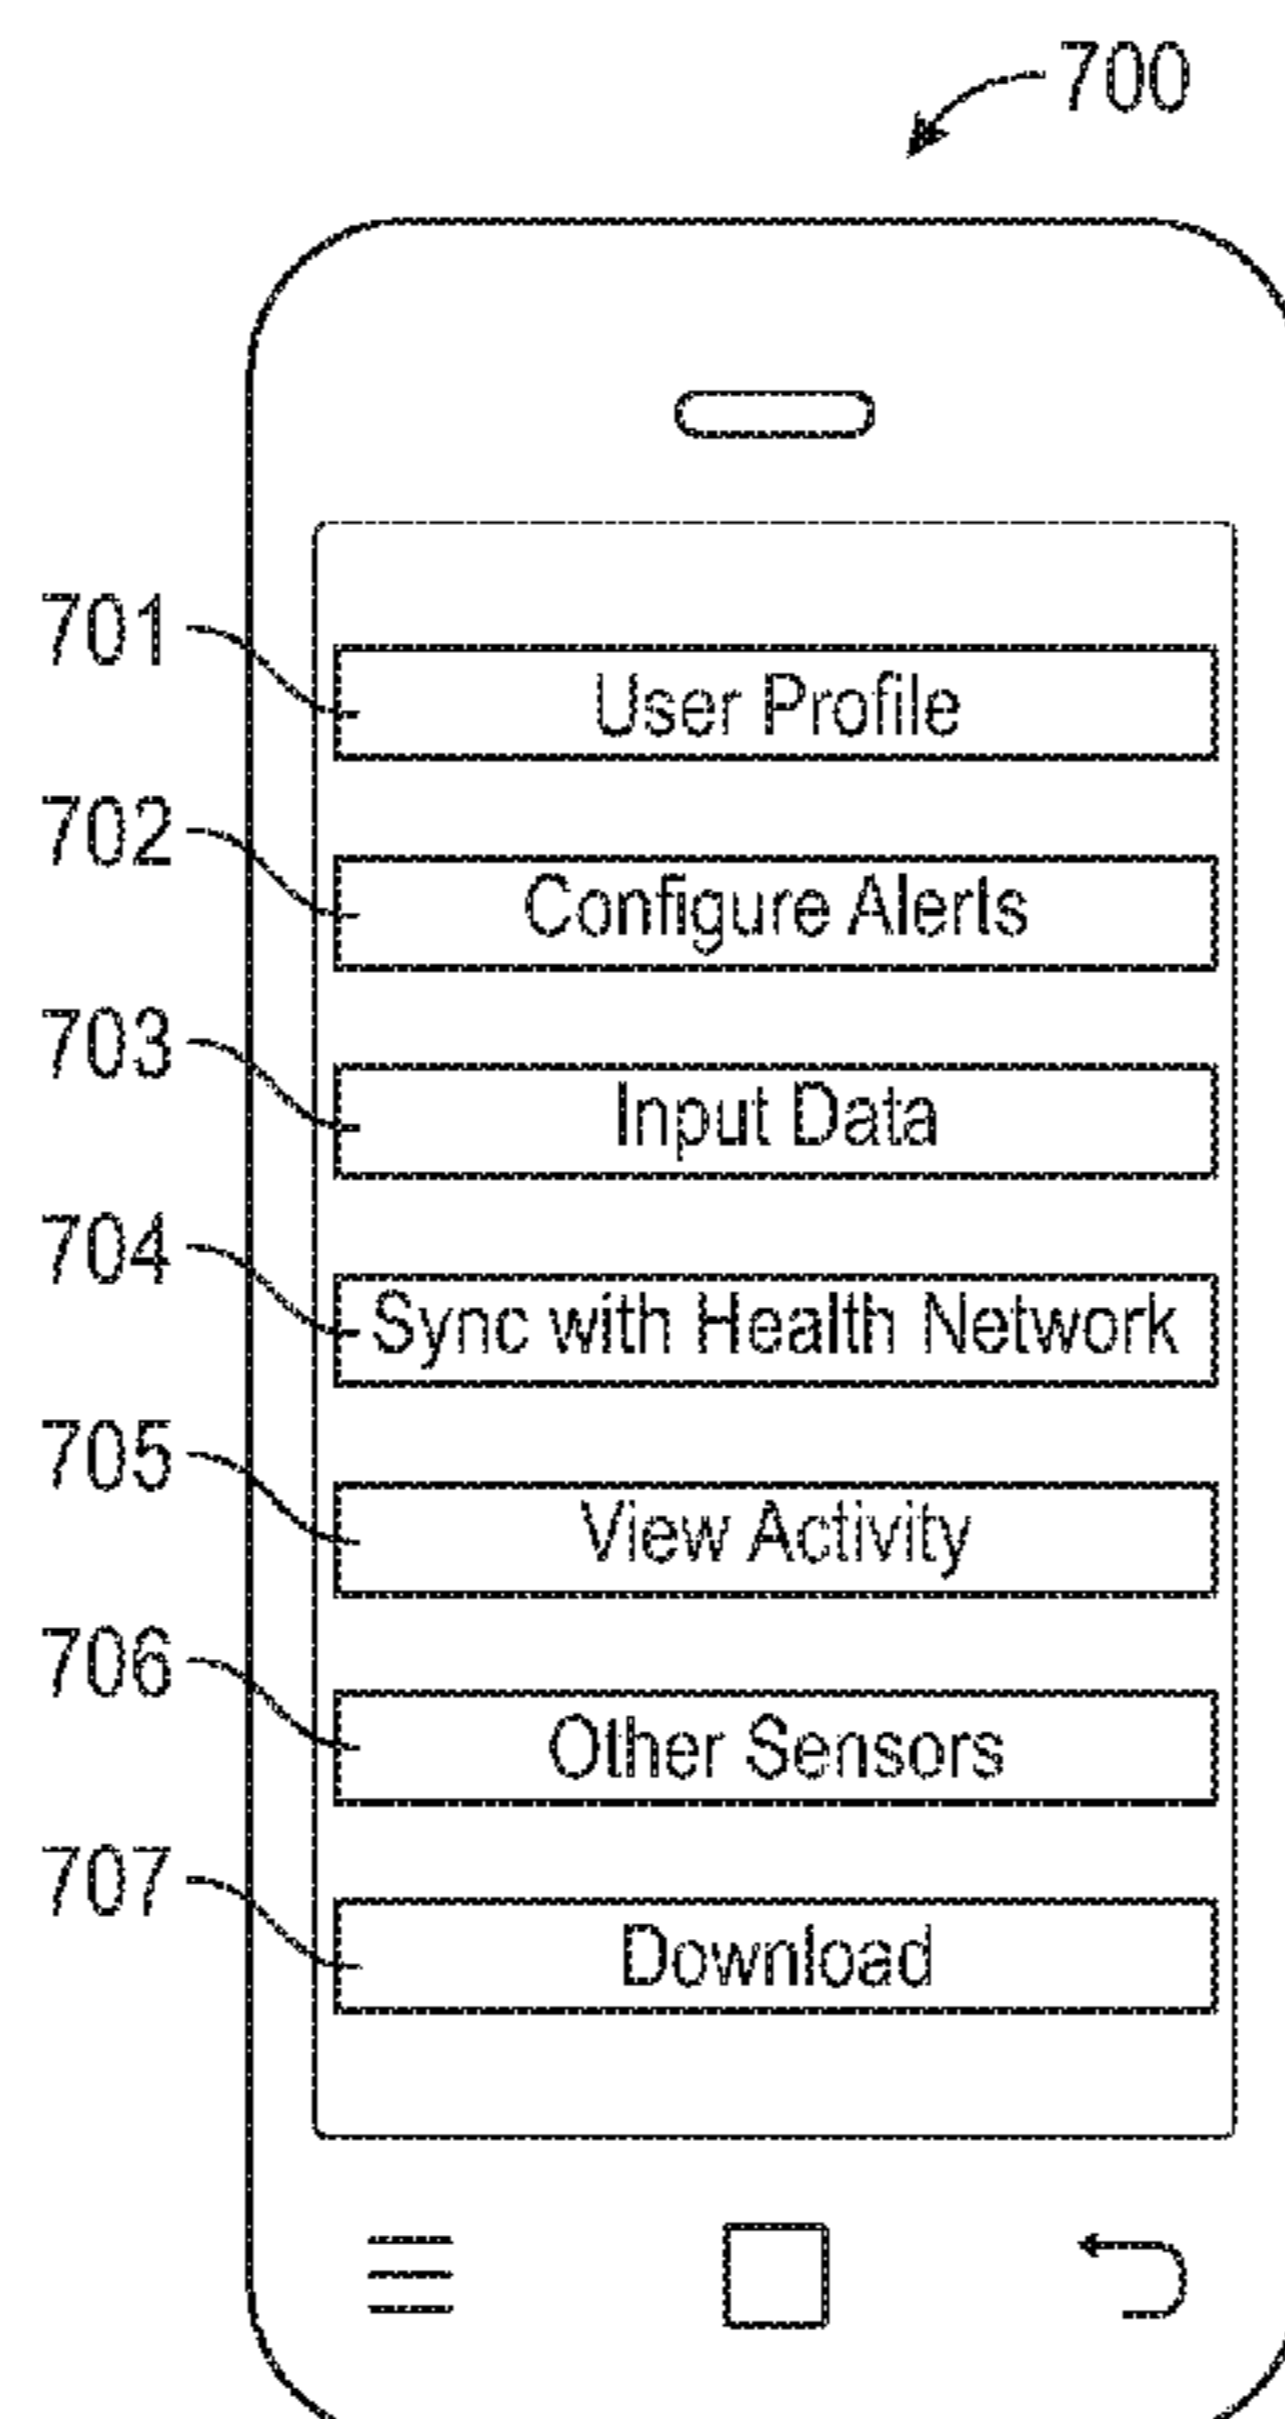 700
701
User Profile
702
Configure Alerts
703
Input Data
704
Sync with Health Network
705
View Activity
706
Other Sensors
707
Download